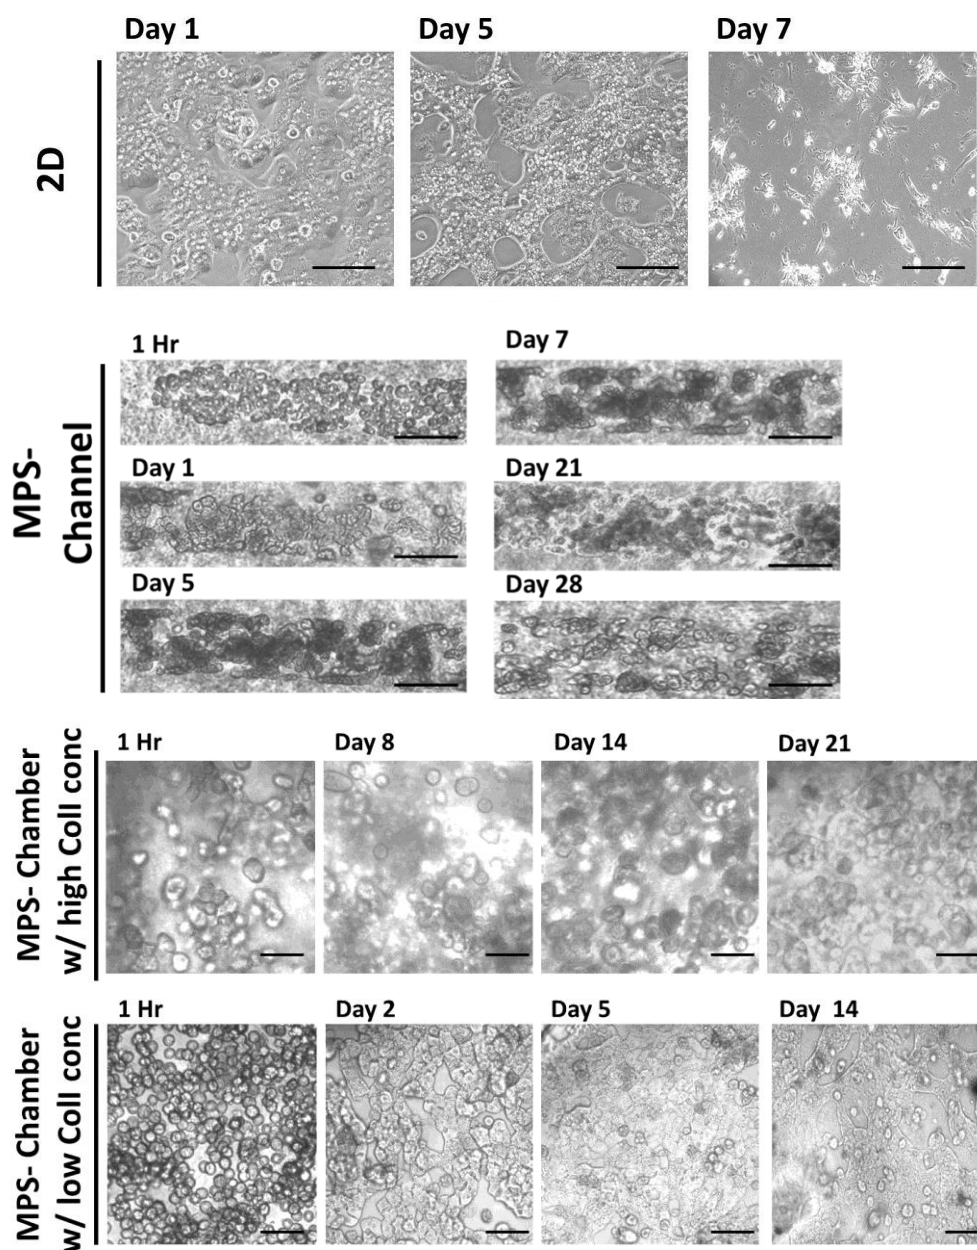 Day 1
Day 5
Day 7
2D
1 Hr
Day 7
MPS-
Channel
Day 1
Day 21
Day 5
Day 28
1 Hr
Day 8
Day 14
Day 21
MPS- Chamber
w/ high Coll conc
1 Hr
Day 2
Day 5
Day 14
MPS- Chamber
w/ low Coll conc